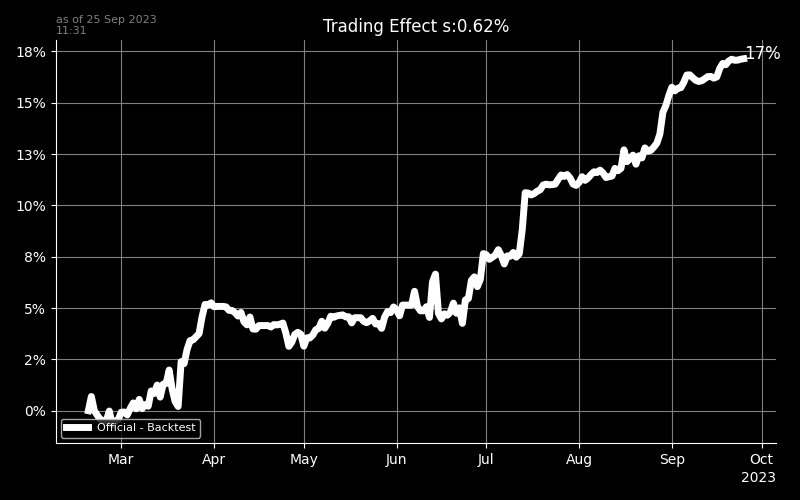 as of 25 Sep 2023
11:31
Trading Effect s:0.62%
18%
17%
15%
13%
10%
8%
5%
2%
0%
Official - Backtest
Mar Apr May Jun Jul Aug Sep Oct
2023